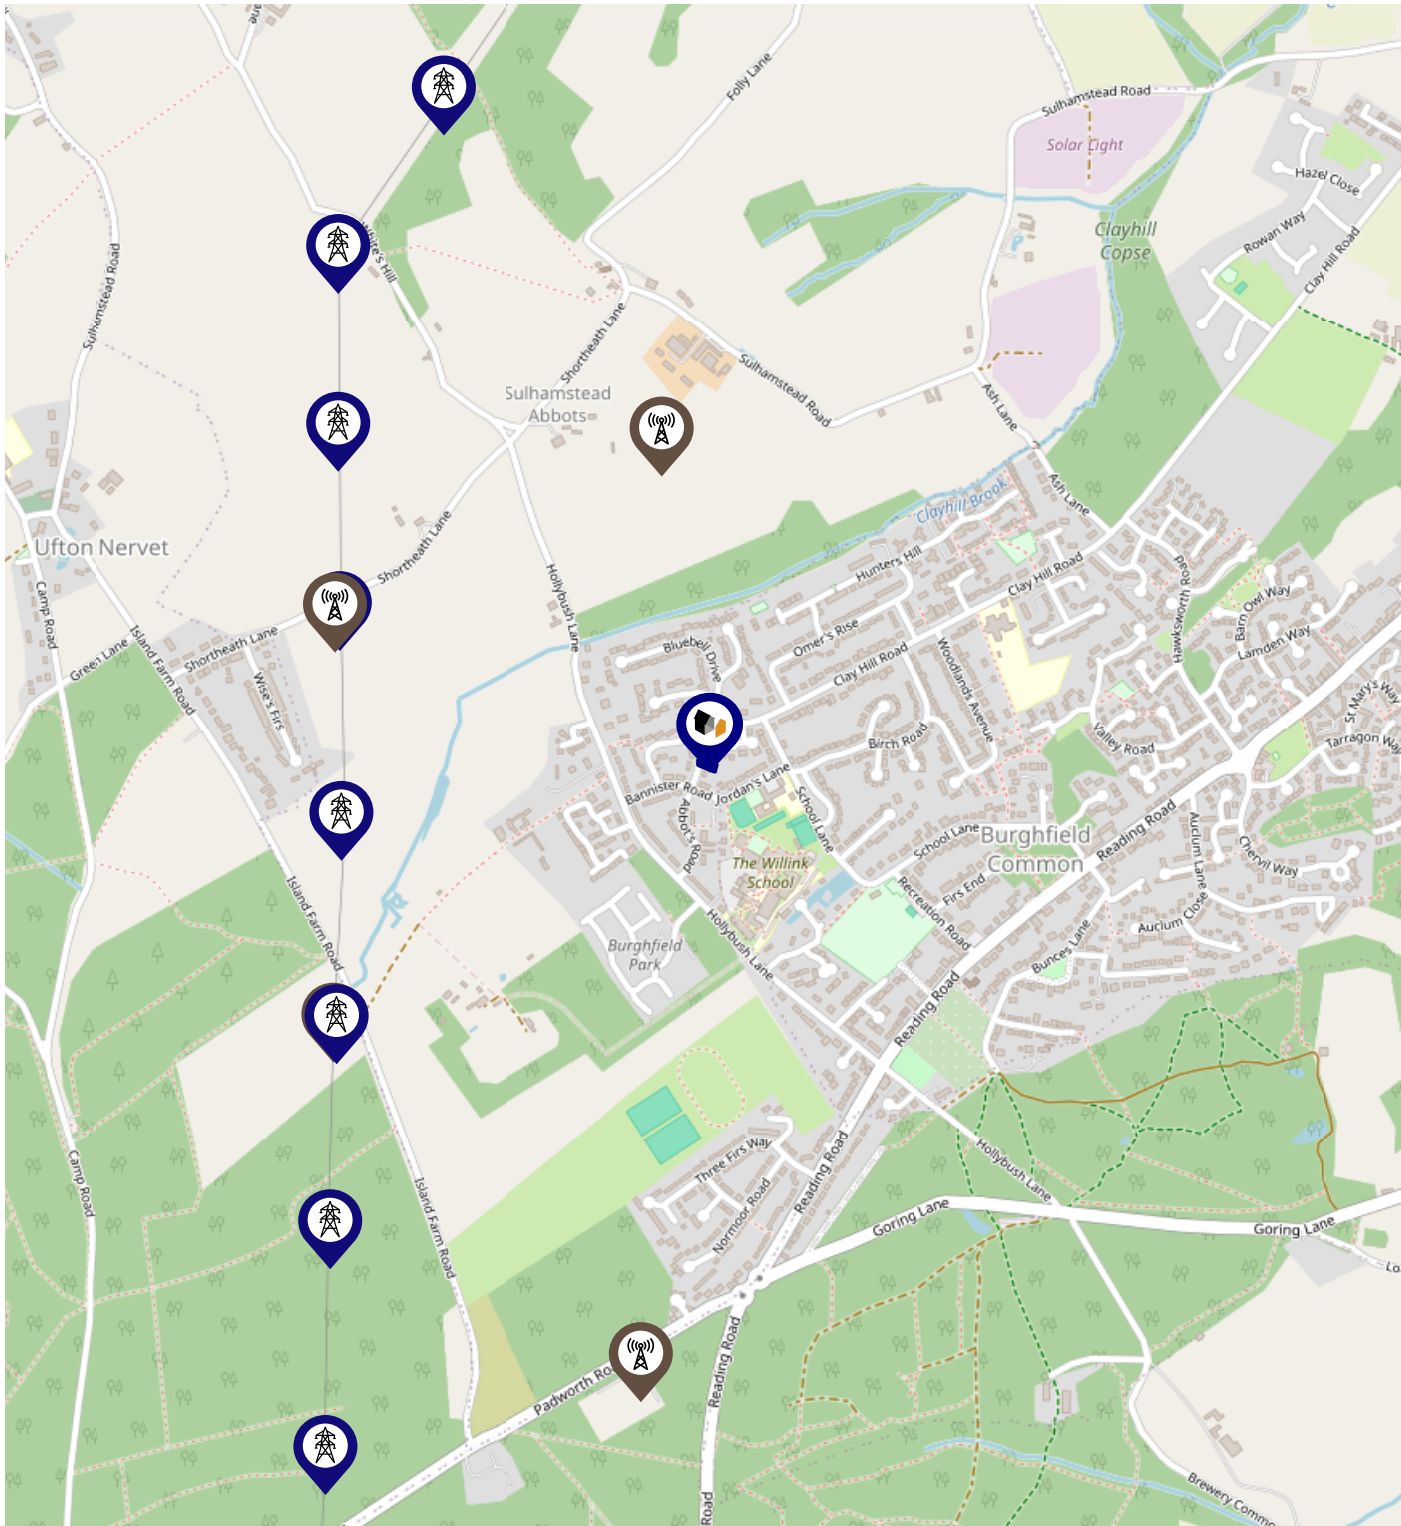 Lane
Folly Lane
Sulhamstead Road
Solar Light
Hazel Close
Clayhill
Copse
Rowan Way
Clay Hill Road
White's Hill
Sulhamstead Road
Shortheath Lane
Sulhamstead Road
Sulhamstead
Abbots
Ash Lane
Ash Lane
Clayhill Brook
Ufton Nervet
Shortheath Lane
Hollybush Lane
Hunters Hill
Clay Hill Road
Hawksworth Road
Barn Owl Way
Lamden Way
Camp Road
Green Lane
Island Farm Road
Shortheath Lane
Wise's Firs
Bluebell Drive
Omer's Rise
Clay Hill Road
Woodlands Avenue
St Mary's Way
Tarragon Way
Valley Road
Birch Road
Bannister Road
Jordan's Lane
School Lane
Abbot's Road
School Lane
Burghfield
Common
Reading Road
Auclum Lane
Chervil Way
The Willink
School
Firs End
Recreation Road
Auclum Close
Bunces Lane
Island Farm Road
Burghfield
Park
Hollybush Lane
Reading Road
Camp Road
Island Farm Road
Three Firs Way
Normoor Road
Reading Road
Hollybush Lane
Goring Lane
Goring Lane
Padworth Roa
Reading Road
Road
Brewery Commo